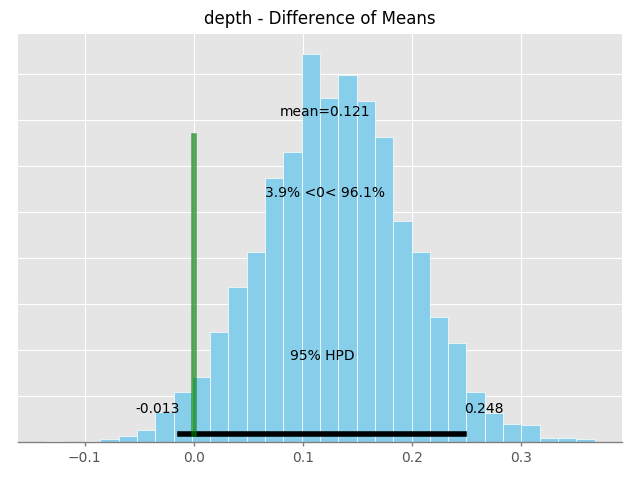 depth - Difference of Means
mean=0.121
3.9% <0< 96.1%
95% HPD
-0.013 0.248
−0.1 0.0 0.1 0.2 0.3